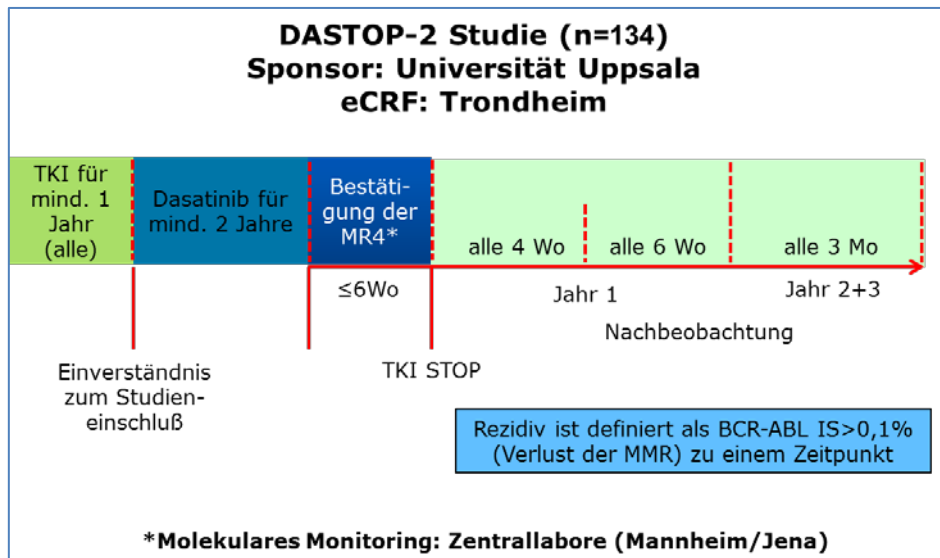 DASTOP-2 Studie (n=134)
Sponsor: Universität Uppsala
eCRF: Trondheim
TKI für
mind. 1
Jahr
(alle)
Dasatinib für
mind. 2 Jahre
Bestäti-
gung der
MR4*
alle 4 Wo
alle 6 Wo
alle 3 Mo
≤6Wo
Jahr 1
Jahr 2+3
Nachbeobachtung
Einverständnis
zum Studien-
einschluß
TKI STOP
Rezidiv ist definiert als BCR-ABL IS>0,1%
(Verlust der MMR) zu einem Zeitpunkt
*Molekulares Monitoring: Zentrallabore (Mannheim/Jena)